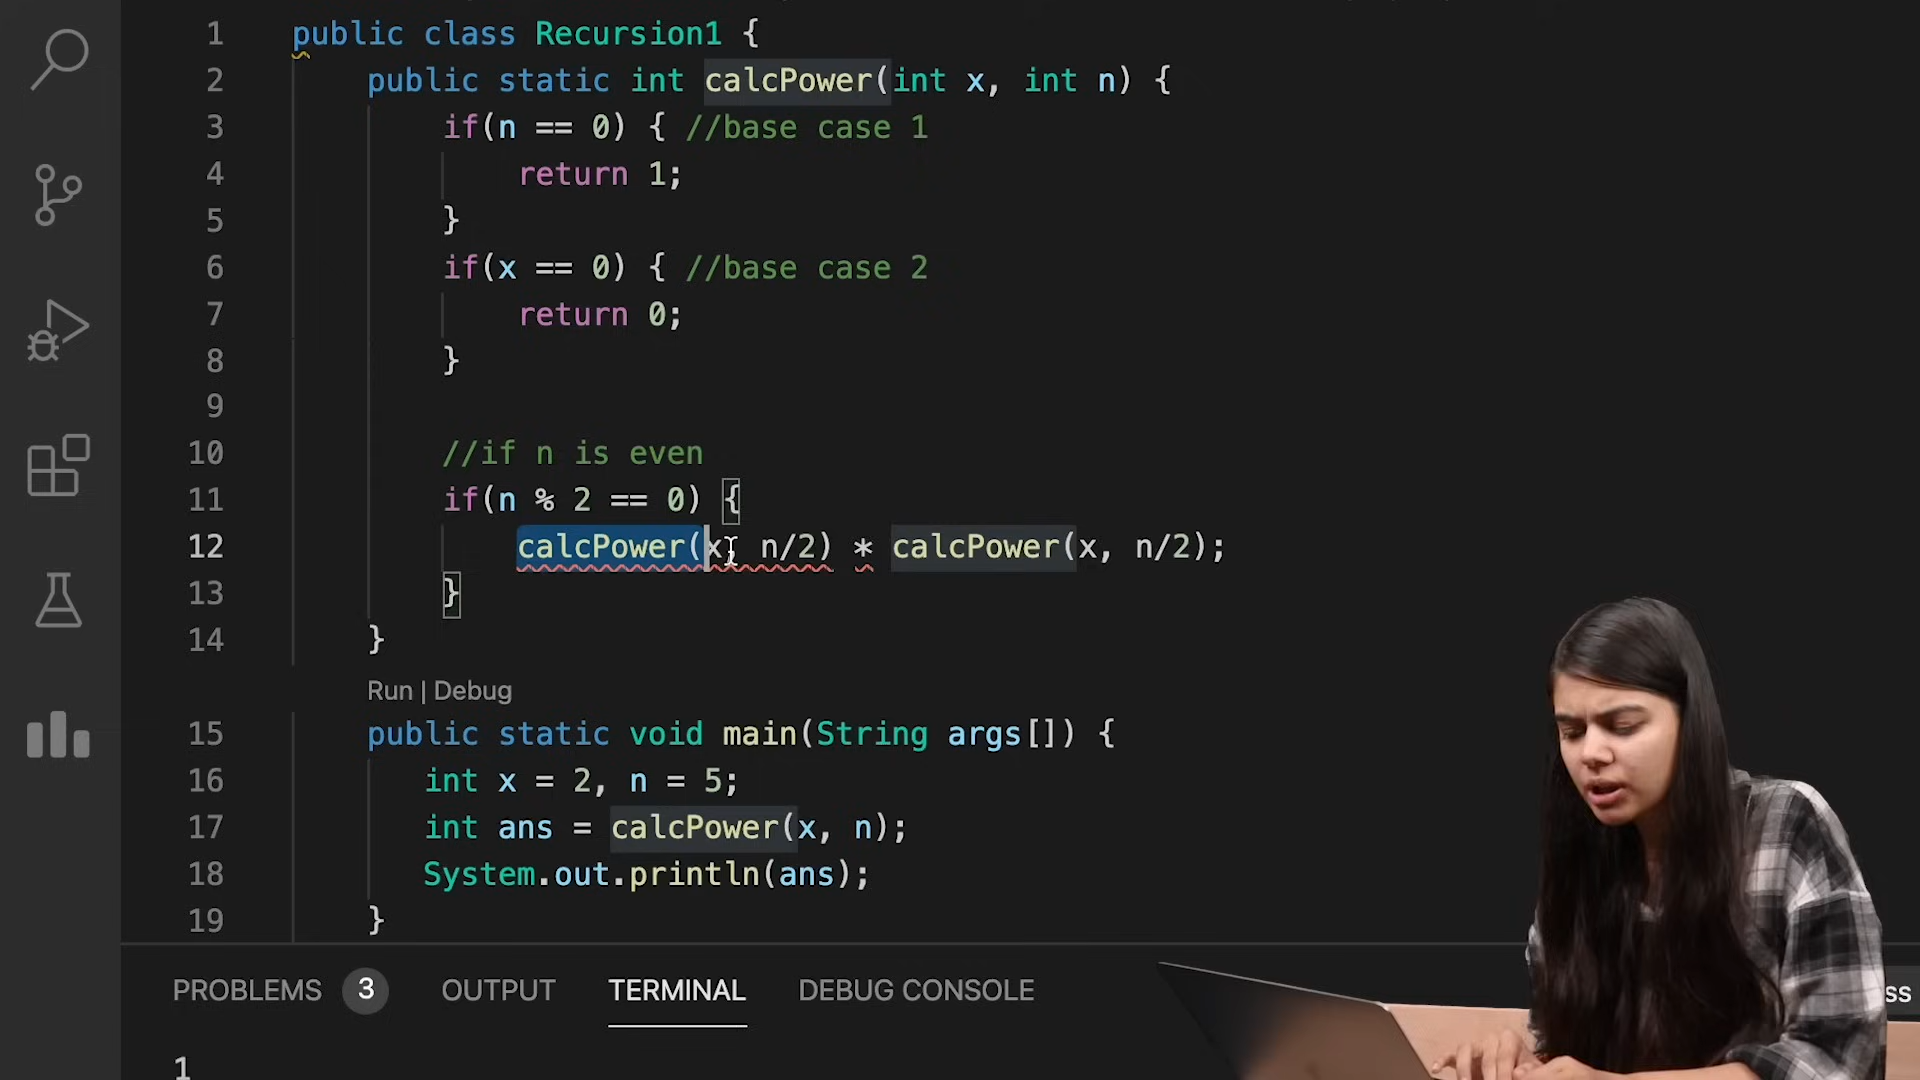 1 public class Recursion1 {
2 public static int calcPower(int x, int n) {
3 if(n == 0) { //base case 1
4 return 1;
5 }
6 if(x == 0) { //base case 2
7 return 0;
8 }
9
10 //if n is even
11 if(n % 2 == 0) {
12 calcPower(x, n/2) * calcPower(x, n/2);
13 }
14 }
Run | Debug
15 public static void main(String args[]) {
16 int x = 2, n = 5;
17 int ans = calcPower(x, n);
18 System.out.println(ans);
19 }
PROBLEMS 3 OUTPUT TERMINAL DEBUG CONSOLE ss
1